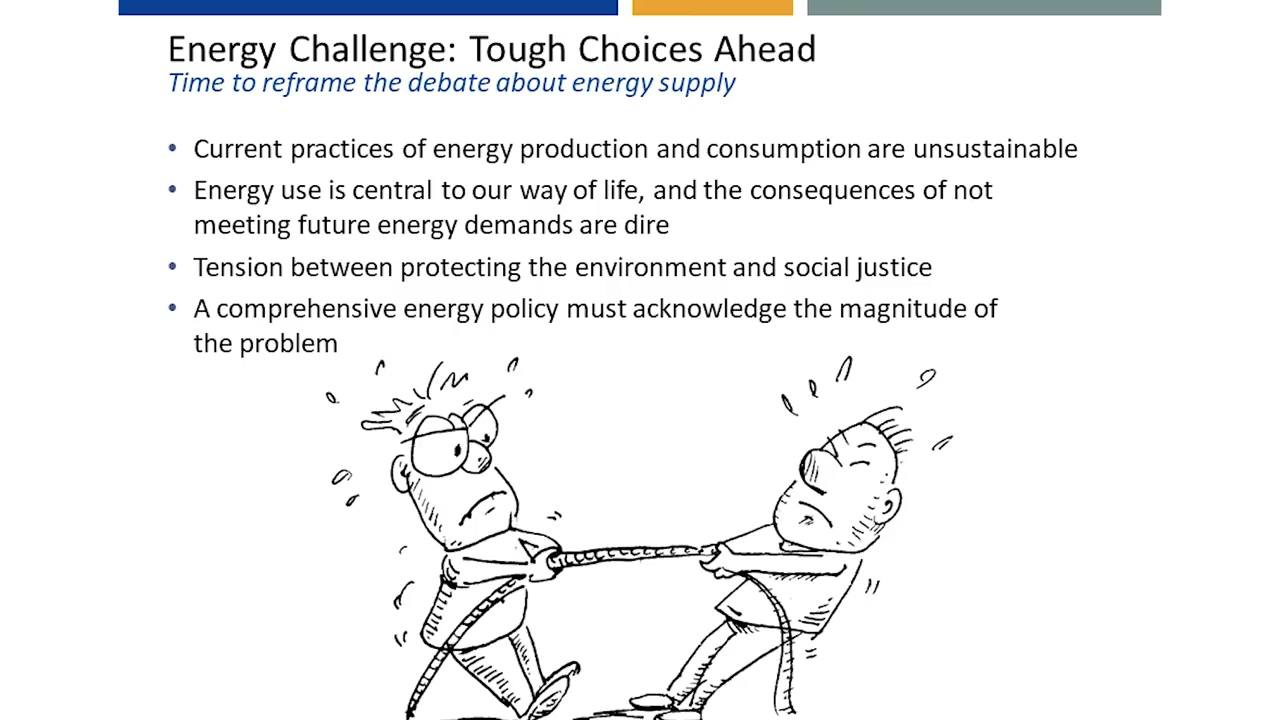 Energy Challenge: Tough Choices Ahead
Time to reframe the debate about energy supply
• Current practices of energy production and consumption are unsustainable
• Energy use is central to our way of life, and the consequences of not
meeting future energy demands are dire
• Tension between protecting the environment and social justice
• A comprehensive energy policy must acknowledge the magnitude of
the problem